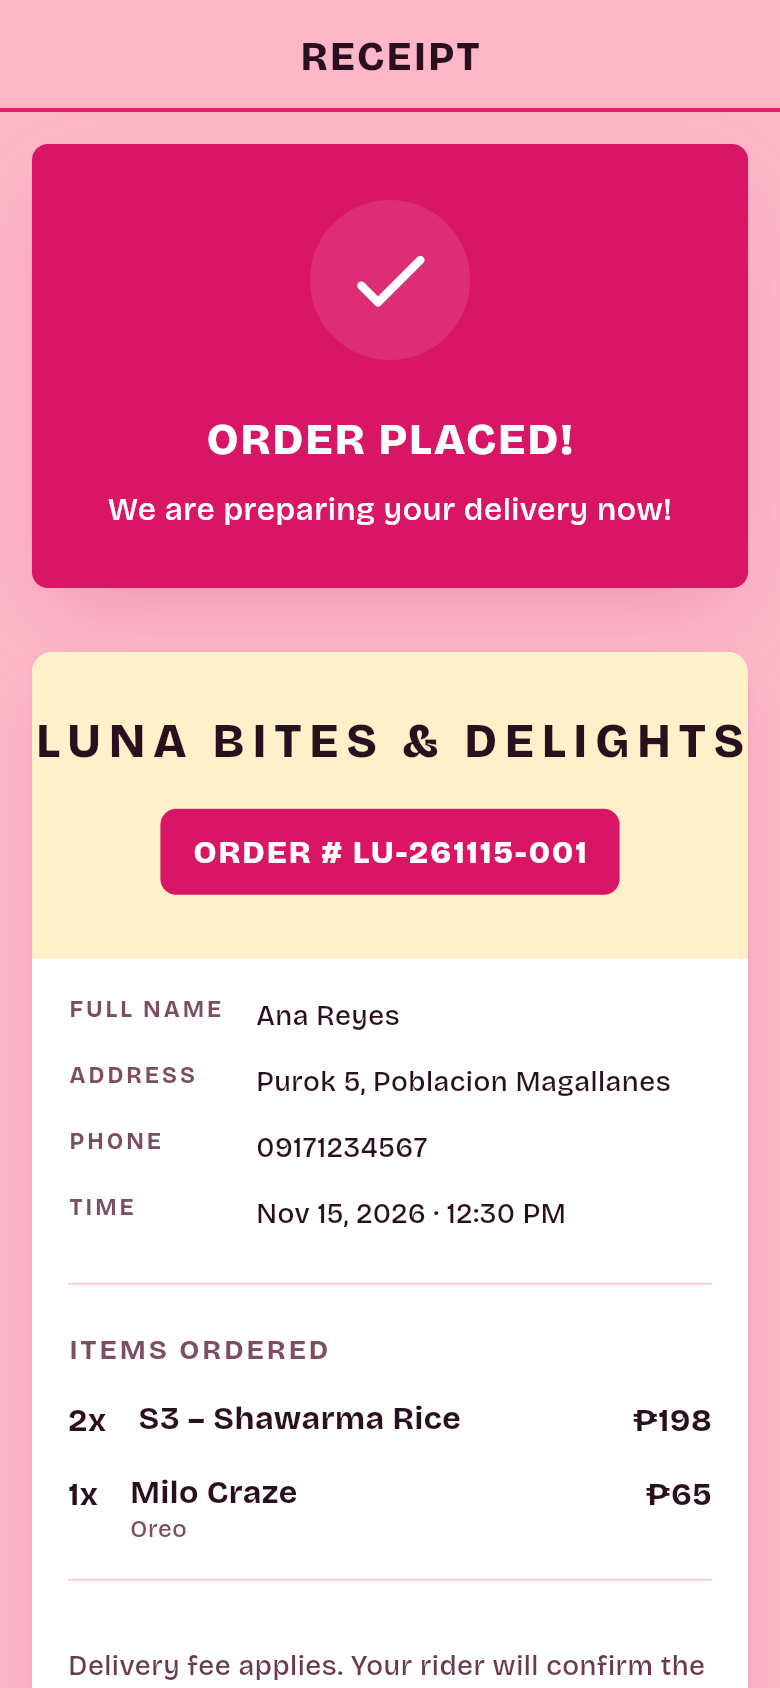 RECEIPT
ORDER PLACED!
We are preparing your delivery now!
LUNA BITES & DELIGHTS
ORDER # LU-261115-001
FULL NAME Ana Reyes
ADDRESS Purok 5, Poblacion Magallanes
PHONE 09171234567
TIME Nov 15, 2026 · 12:30 PM
ITEMS ORDERED
2x S3 – Shawarma Rice ₱198
1x Milo Craze ₱65
Oreo
Delivery fee applies. Your rider will confirm the